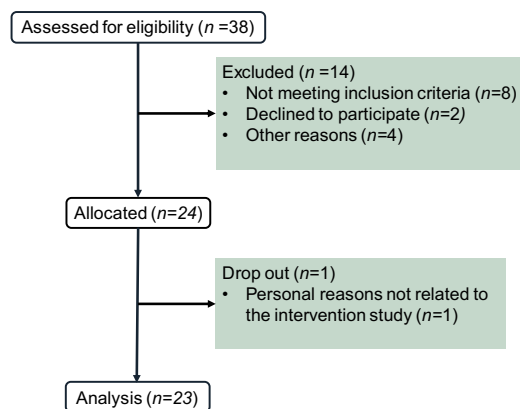 Assessed for eligibility (n =38)
Excluded (n =14)
• Not meeting inclusion criteria (n=8)
• Declined to participate (n=2)
• Other reasons (n=4)
Allocated (n=24)
Drop out (n=1)
• Personal reasons not related to
the intervention study (n=1)
Analysis (n=23)